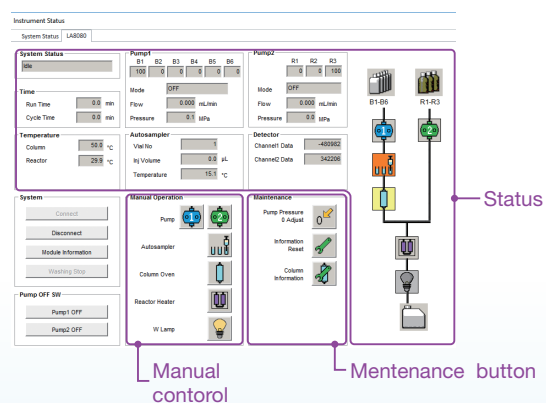 Instrument Status
System Status LA8080
System Status
Idle
Time
Run Time 0.0 min
Cycle Time 0.0 min
Temperature
Column 50.0 °C
Reactor 29.9 °C
Pump1
B1 B2 B3 B4 B5 B6
100 0 0 0 0 0
Mode OFF
Flow 0.000 mL/min
Pressure 0.1 MPa
Autosampler
Vial No 1
Inj Volume 0.0 µL
Temperature 15.1 °C
Pump2
R1 R2 R3
0 0 100
Mode OFF
Flow 0.000 mL/min
Pressure 0.0 MPa
Detector
Channel1 Data -480962
Channel2 Data 342206
B1-B6 R1-R3
1 2
Status
System
Connect
Disconnect
Module Information
Washing Stop
Pump OFF SW
Pump1 OFF
Pump2 OFF
Manual Operation
Pump 1 2
Autosampler
Column Oven
Reactor Heater
W Lamp
Maintenance
Pump Pressure
0 Adjust 0
Information
Reset
Column
Information
Manual
contorol
Mentenance button